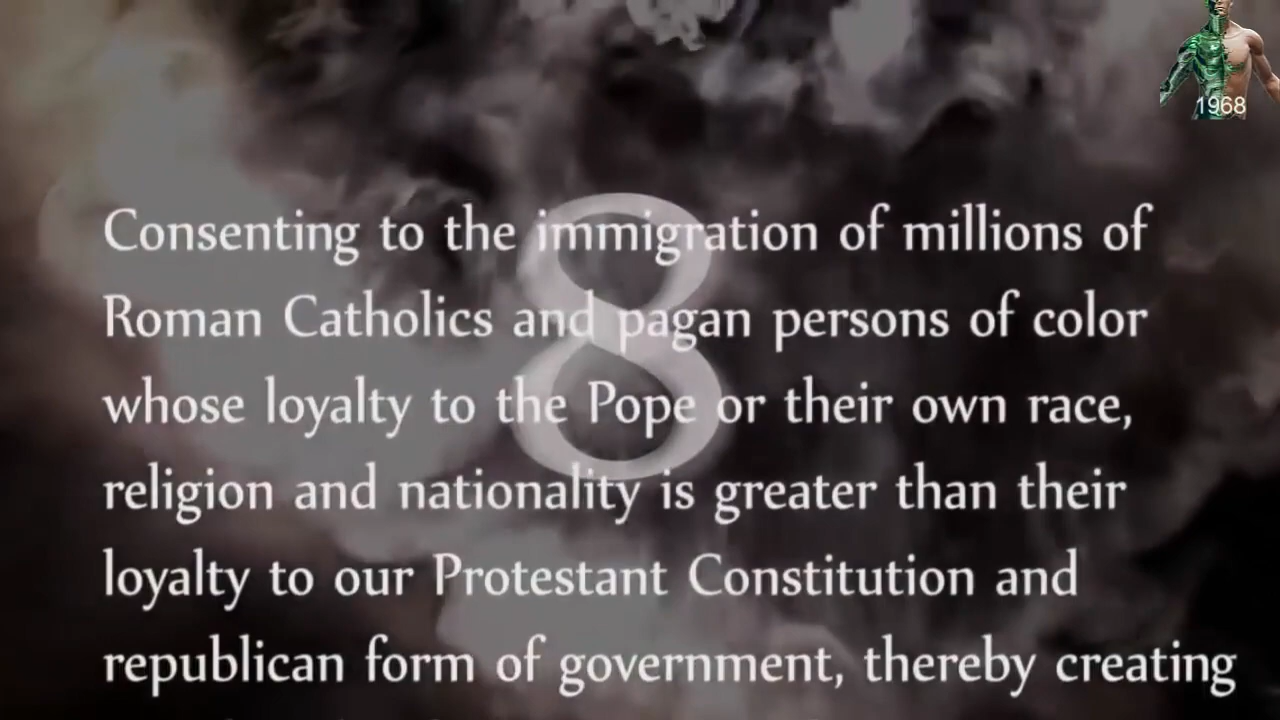 1968
8
Consenting to the immigration of millions of
Roman Catholics and pagan persons of color
whose loyalty to the Pope or their own race,
religion and nationality is greater than their
loyalty to our Protestant Constitution and
republican form of government, thereby creating